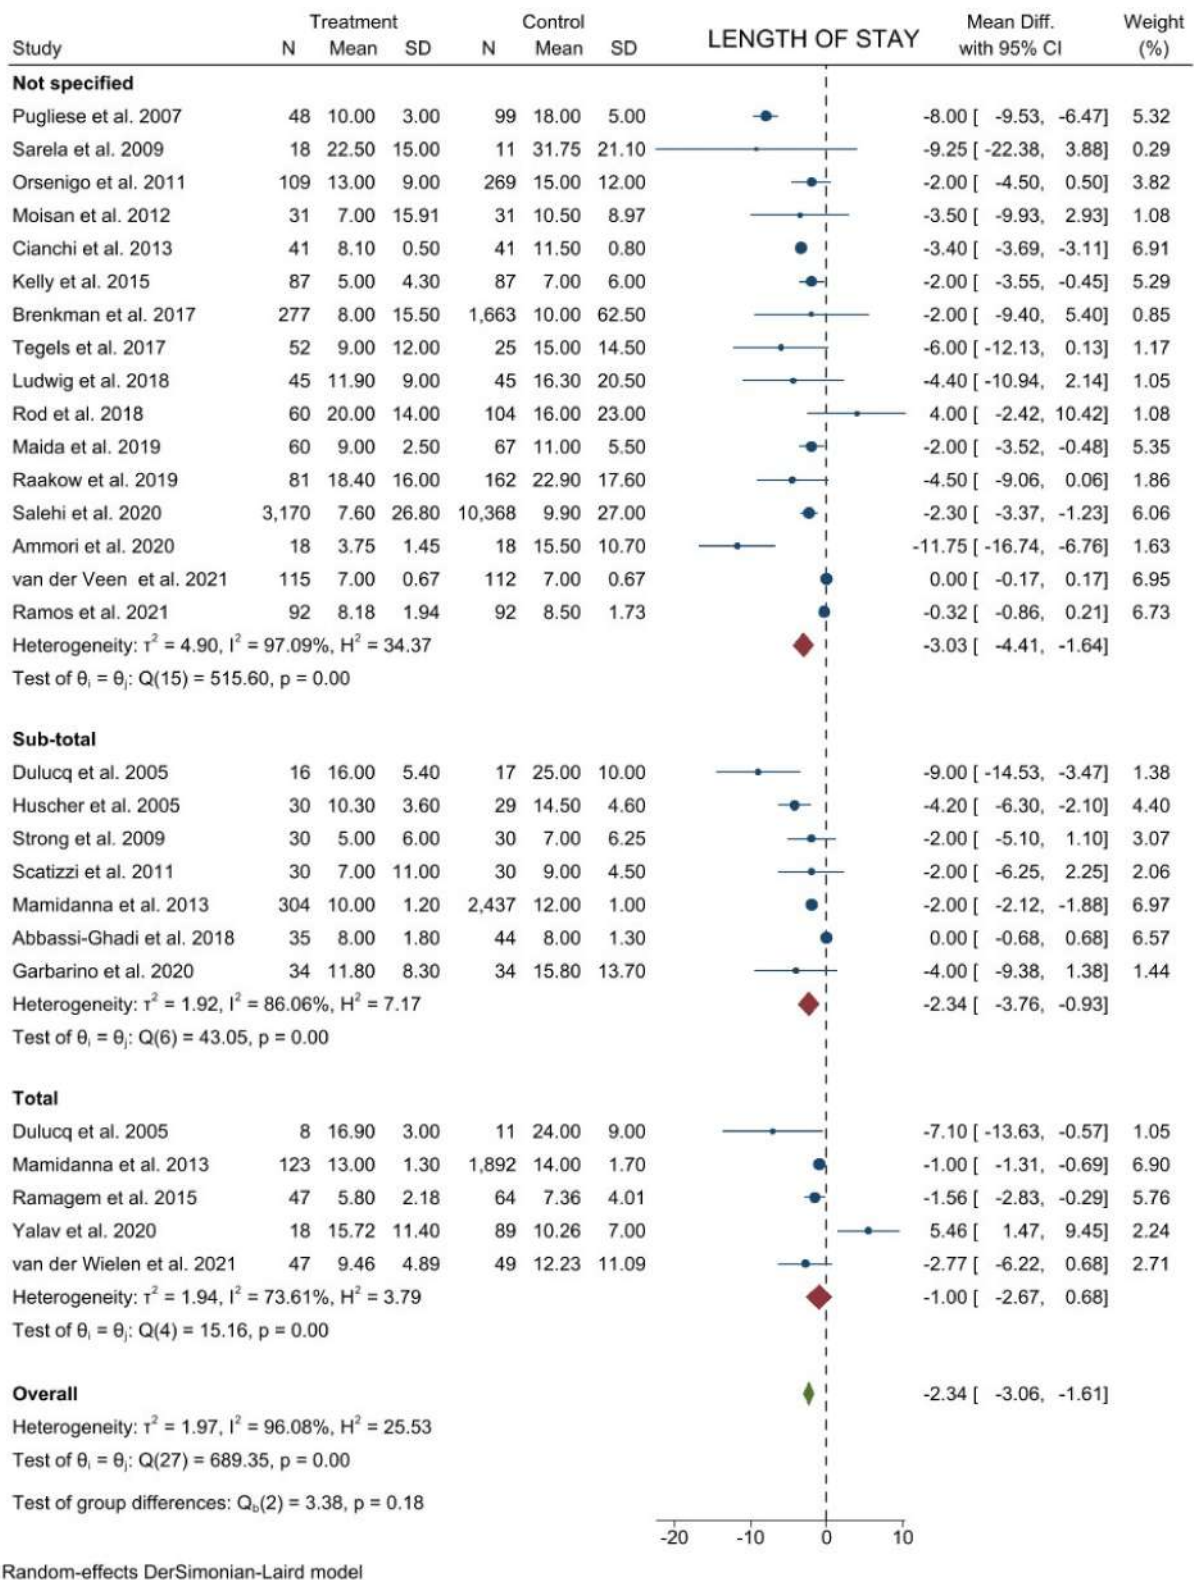 Treatment Control
Study N Mean SD N Mean SD LENGTH OF STAY Mean Diff. with 95% CI Weight (%)
Not specified
Pugliese et al. 2007 48 10.00 3.00 99 18.00 5.00 -8.00 [ -9.53, -6.47] 5.32
Sarela et al. 2009 18 22.50 15.00 11 31.75 21.10 -9.25 [ -22.38, 3.88] 0.29
Orsenigo et al. 2011 109 13.00 9.00 269 15.00 12.00 -2.00 [ -4.50, 0.50] 3.82
Moisan et al. 2012 31 7.00 15.91 31 10.50 8.97 -3.50 [ -9.93, 2.93] 1.08
Cianchi et al. 2013 41 8.10 0.50 41 11.50 0.80 -3.40 [ -3.69, -3.11] 6.91
Kelly et al. 2015 87 5.00 4.30 87 7.00 6.00 -2.00 [ -3.55, -0.45] 5.29
Brenkman et al. 2017 277 8.00 15.50 1,663 10.00 62.50 -2.00 [ -9.40, 5.40] 0.85
Tegels et al. 2017 52 9.00 12.00 25 15.00 14.50 -6.00 [ -12.13, 0.13] 1.17
Ludwig et al. 2018 45 11.90 9.00 45 16.30 20.50 -4.40 [ -10.94, 2.14] 1.05
Rod et al. 2018 60 20.00 14.00 104 16.00 23.00 4.00 [ -2.42, 10.42] 1.08
Maida et al. 2019 60 9.00 2.50 67 11.00 5.50 -2.00 [ -3.52, -0.48] 5.35
Raakow et al. 2019 81 18.40 16.00 162 22.90 17.60 -4.50 [ -9.06, 0.06] 1.86
Salehi et al. 2020 3,170 7.60 26.80 10,368 9.90 27.00 -2.30 [ -3.37, -1.23] 6.06
Ammori et al. 2020 18 3.75 1.45 18 15.50 10.70 -11.75 [ -16.74, -6.76] 1.63
van der Veen et al. 2021 115 7.00 0.67 112 7.00 0.67 0.00 [ -0.17, 0.17] 6.95
Ramos et al. 2021 92 8.18 1.94 92 8.50 1.73 -0.32 [ -0.86, 0.21] 6.73
Heterogeneity: τ² = 4.90, I² = 97.09%, H² = 34.37 -3.03 [ -4.41, -1.64]
Test of θᵢ = θⱼ: Q(15) = 515.60, p = 0.00
Sub-total
Dulucq et al. 2005 16 16.00 5.40 17 25.00 10.00 -9.00 [ -14.53, -3.47] 1.38
Huscher et al. 2005 30 10.30 3.60 29 14.50 4.60 -4.20 [ -6.30, -2.10] 4.40
Strong et al. 2009 30 5.00 6.00 30 7.00 6.25 -2.00 [ -5.10, 1.10] 3.07
Scatizzi et al. 2011 30 7.00 11.00 30 9.00 4.50 -2.00 [ -6.25, 2.25] 2.06
Mamidanna et al. 2013 304 10.00 1.20 2,437 12.00 1.00 -2.00 [ -2.12, -1.88] 6.97
Abbassi-Ghadi et al. 2018 35 8.00 1.80 44 8.00 1.30 0.00 [ -0.68, 0.68] 6.57
Garbarino et al. 2020 34 11.80 8.30 34 15.80 13.70 -4.00 [ -9.38, 1.38] 1.44
Heterogeneity: τ² = 1.92, I² = 86.06%, H² = 7.17 -2.34 [ -3.76, -0.93]
Test of θᵢ = θⱼ: Q(6) = 43.05, p = 0.00
Total
Dulucq et al. 2005 8 16.90 3.00 11 24.00 9.00 -7.10 [ -13.63, -0.57] 1.05
Mamidanna et al. 2013 123 13.00 1.30 1,892 14.00 1.70 -1.00 [ -1.31, -0.69] 6.90
Ramagem et al. 2015 47 5.80 2.18 64 7.36 4.01 -1.56 [ -2.83, -0.29] 5.76
Yalav et al. 2020 18 15.72 11.40 89 10.26 7.00 5.46 [ 1.47, 9.45] 2.24
van der Wielen et al. 2021 47 9.46 4.89 49 12.23 11.09 -2.77 [ -6.22, 0.68] 2.71
Heterogeneity: τ² = 1.94, I² = 73.61%, H² = 3.79 -1.00 [ -2.67, 0.68]
Test of θᵢ = θⱼ: Q(4) = 15.16, p = 0.00
Overall -2.34 [ -3.06, -1.61]
Heterogeneity: τ² = 1.97, I² = 96.08%, H² = 25.53
Test of θᵢ = θⱼ: Q(27) = 689.35, p = 0.00
Test of group differences: Q_b(2) = 3.38, p = 0.18
-20 -10 0 10
Random-effects DerSimonian-Laird model